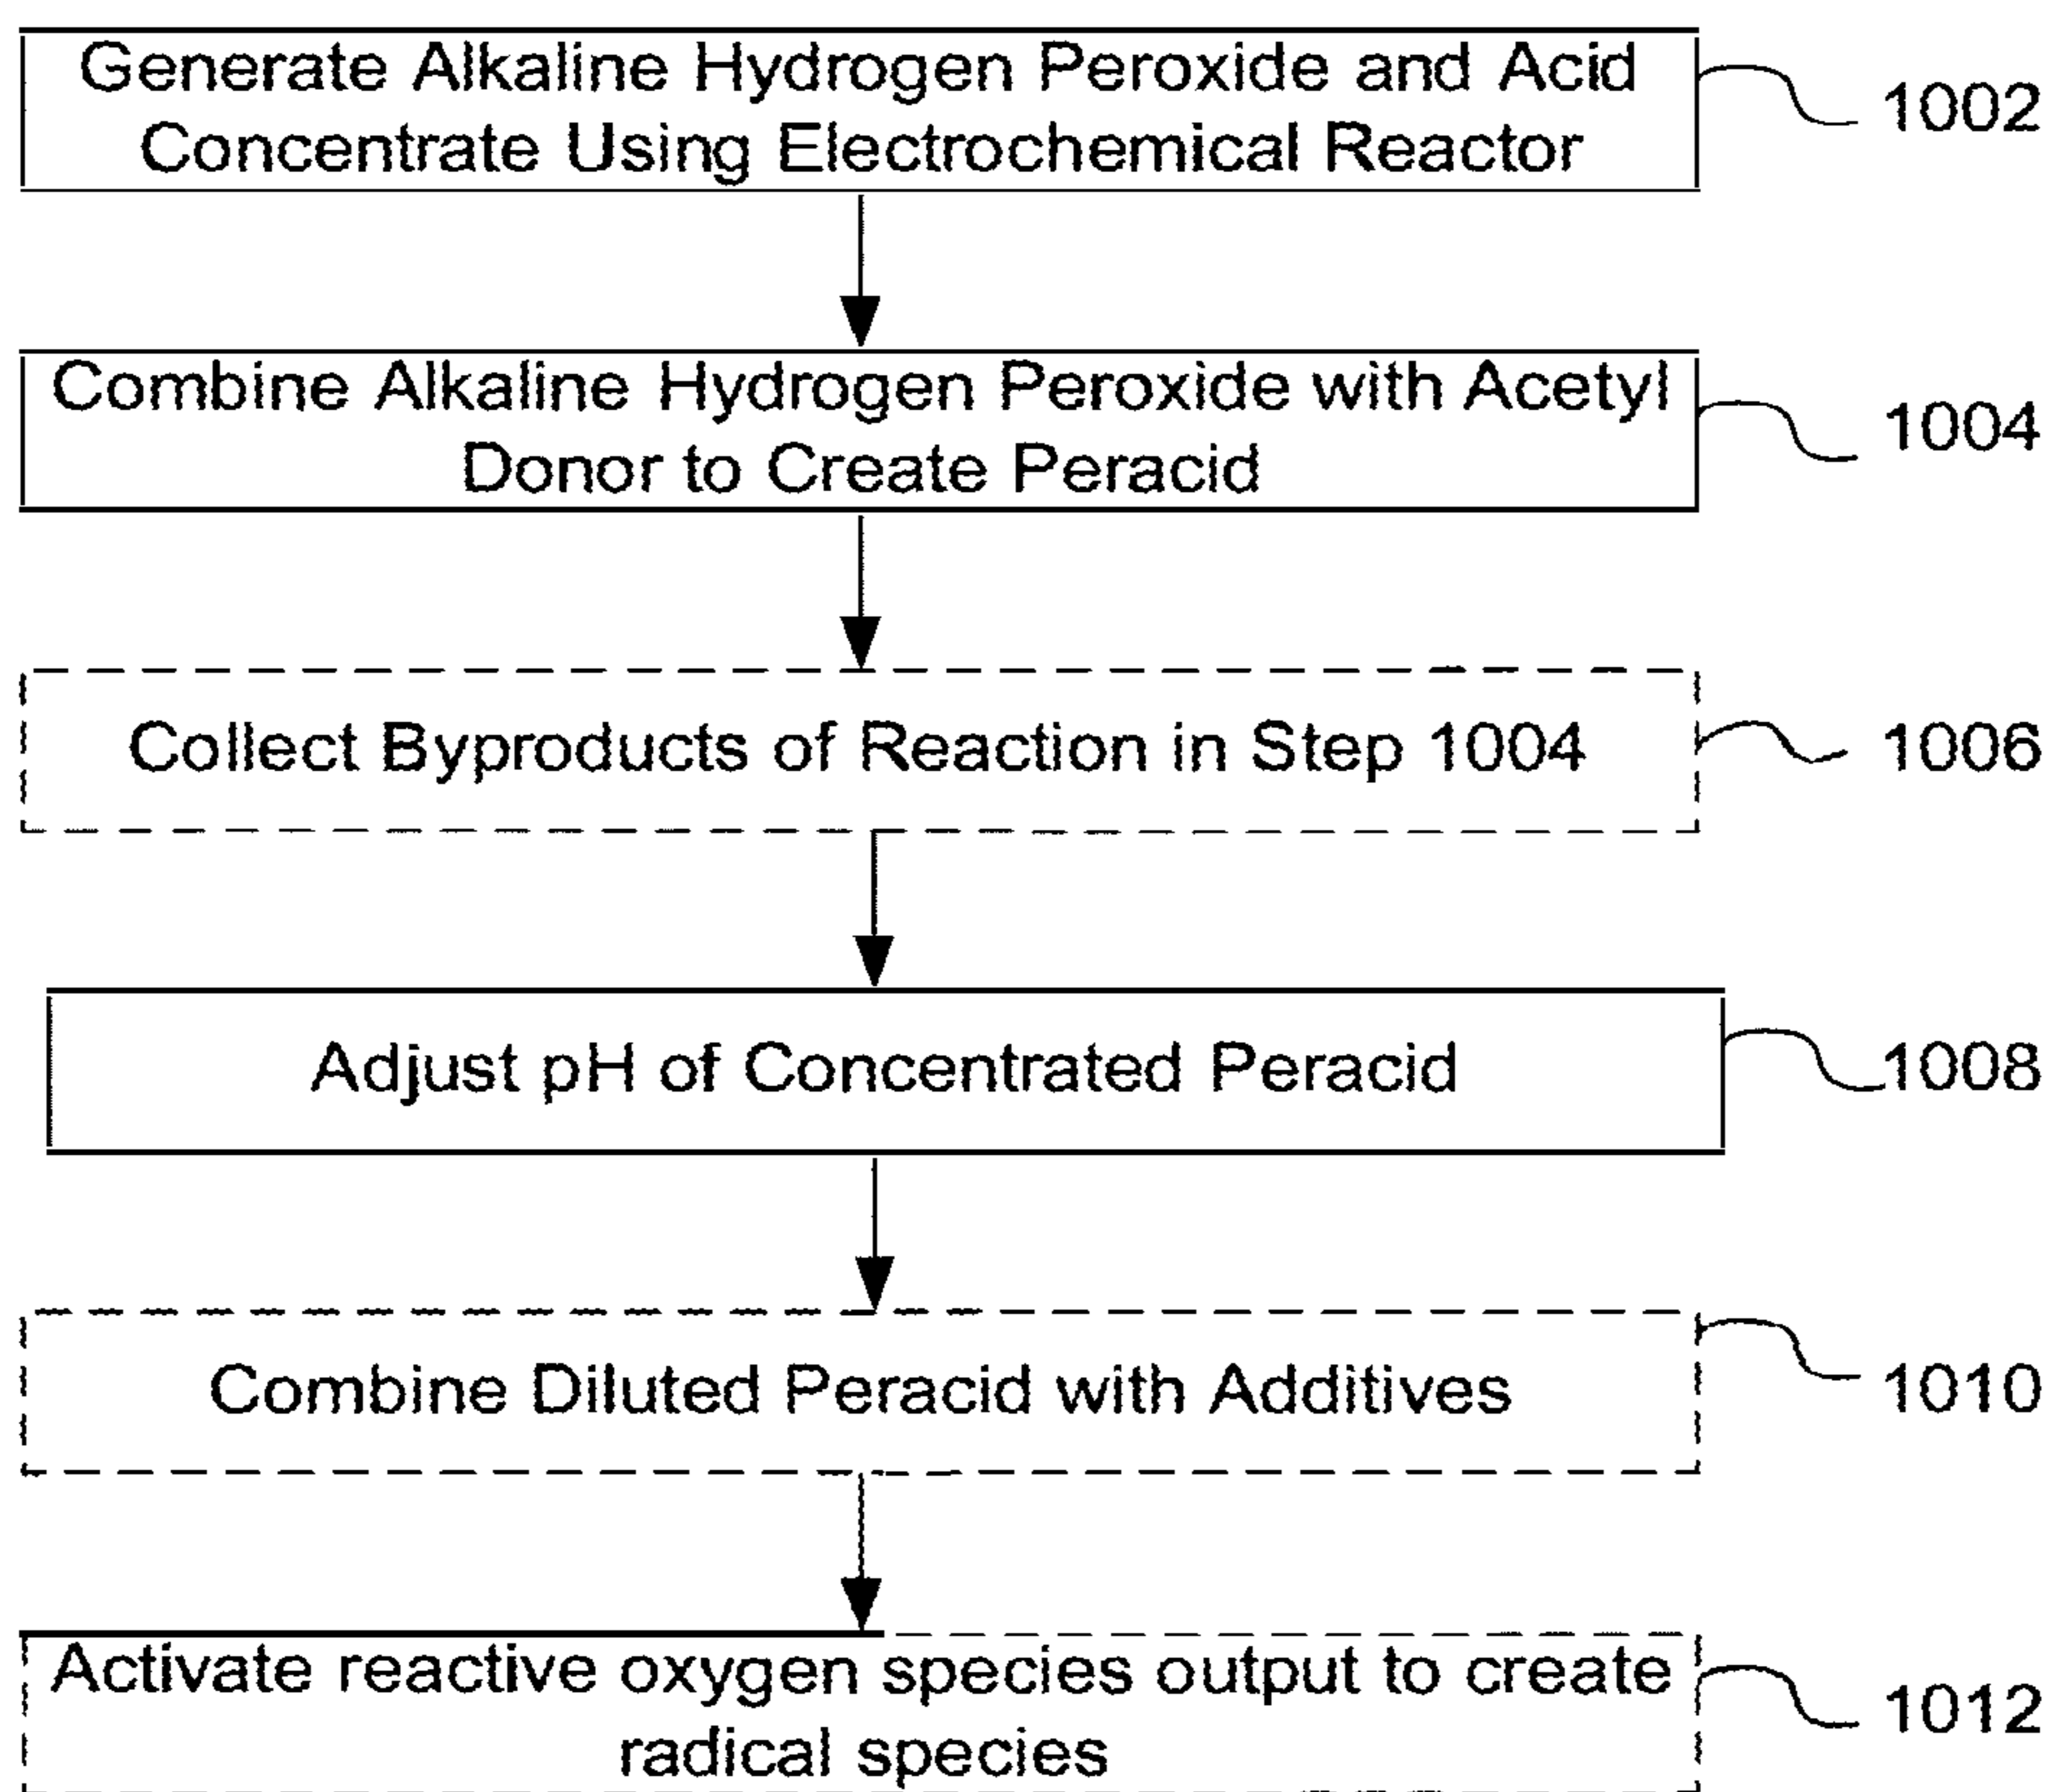 Generate Alkaline Hydrogen Peroxide and Acid
Concentrate Using Electrochemical Reactor
1002
Combine Alkaline Hydrogen Peroxide with Acetyl
Donor to Create Peracid
1004
Collect Byproducts of Reaction in Step 1004
1006
Adjust pH of Concentrated Peracid
1008
Combine Diluted Peracid with Additives
1010
Activate reactive oxygen species output to create
radical species
1012